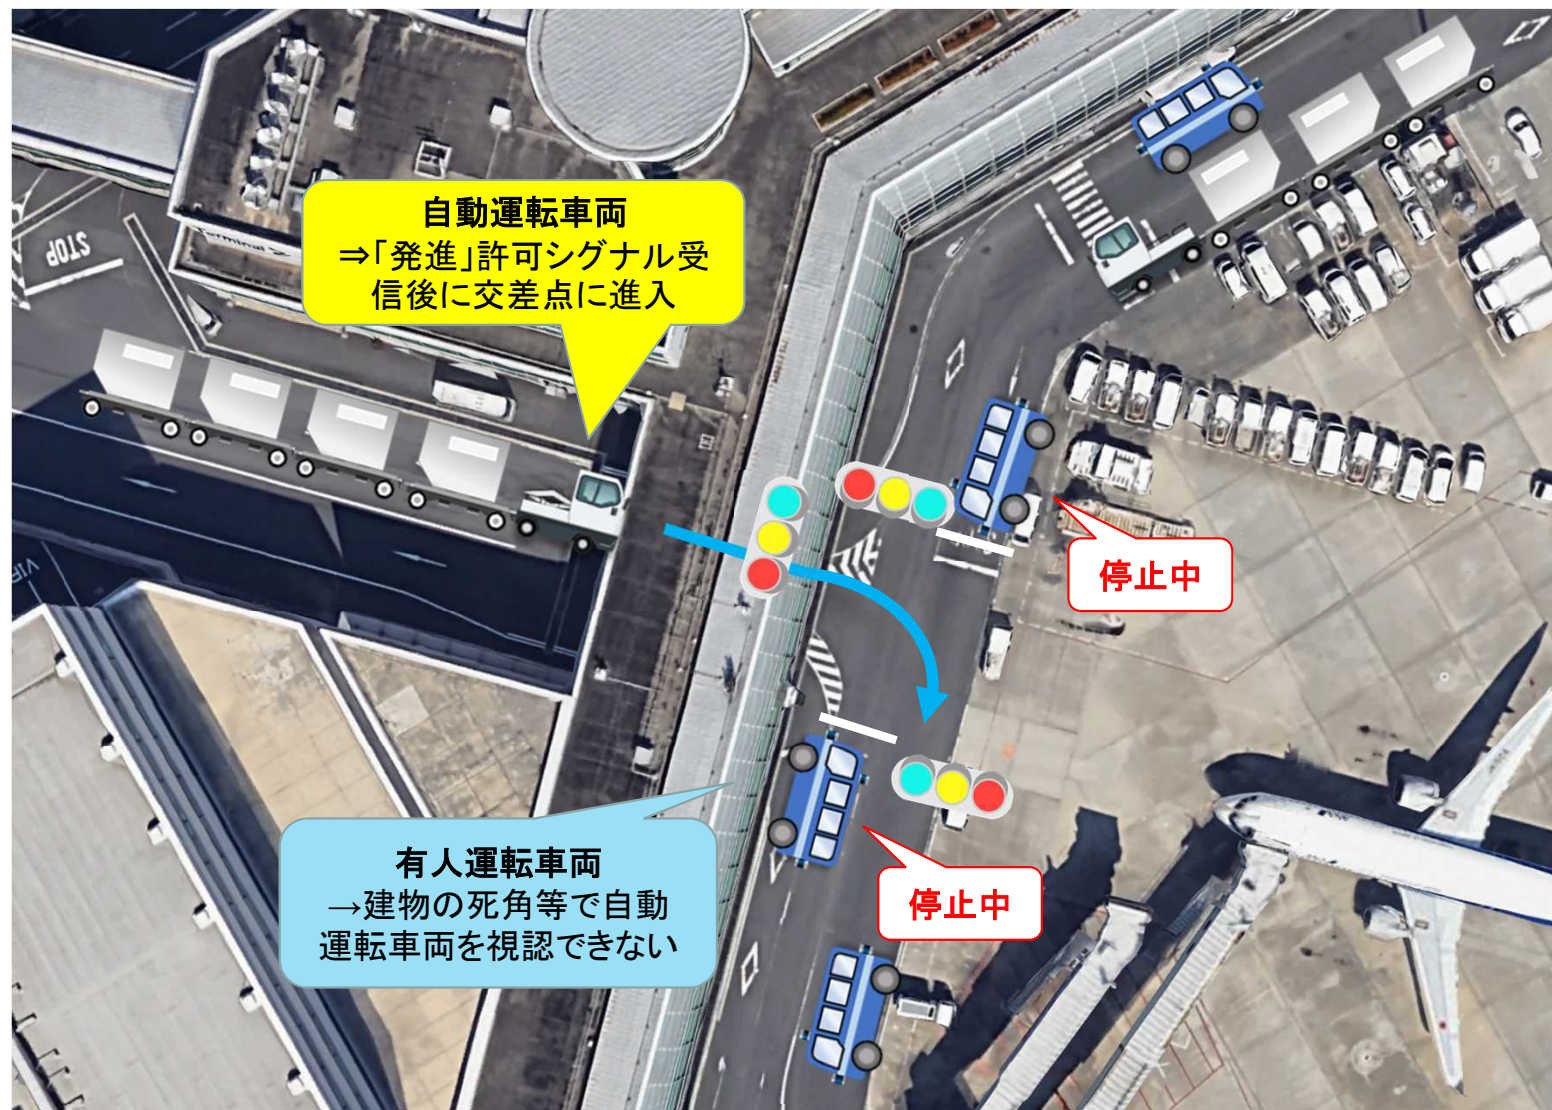 自動運転車両
⇒「発進」許可シグナル受
信後に交差点に進入
STOP
Terminal 2
停止中
有人運転車両
→建物の死角等で自動
運転車両を視認できない
停止中